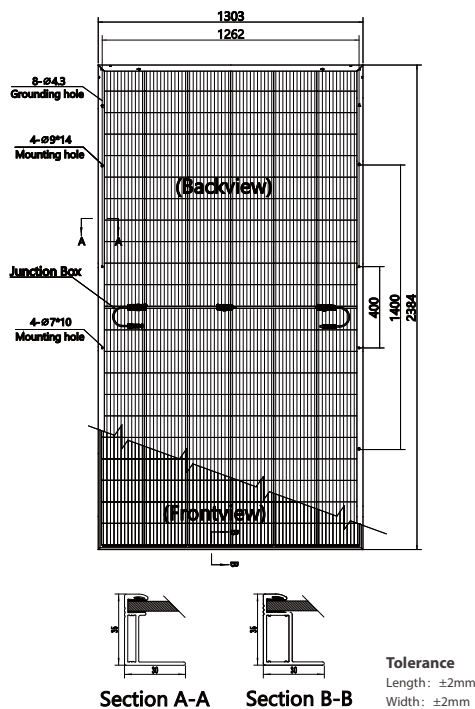 1303
1262
8-Ø4.3
Grounding hole
4-Ø9*14
Mounting hole
(Backview)
A A
Junction Box
4-Ø7*10
Mounting hole
400
1400
2384
(Frontview)
B
B
35
30
35
30
Section A-A
Section B-B
Tolerance
Length: ±2mm
Width: ±2mm